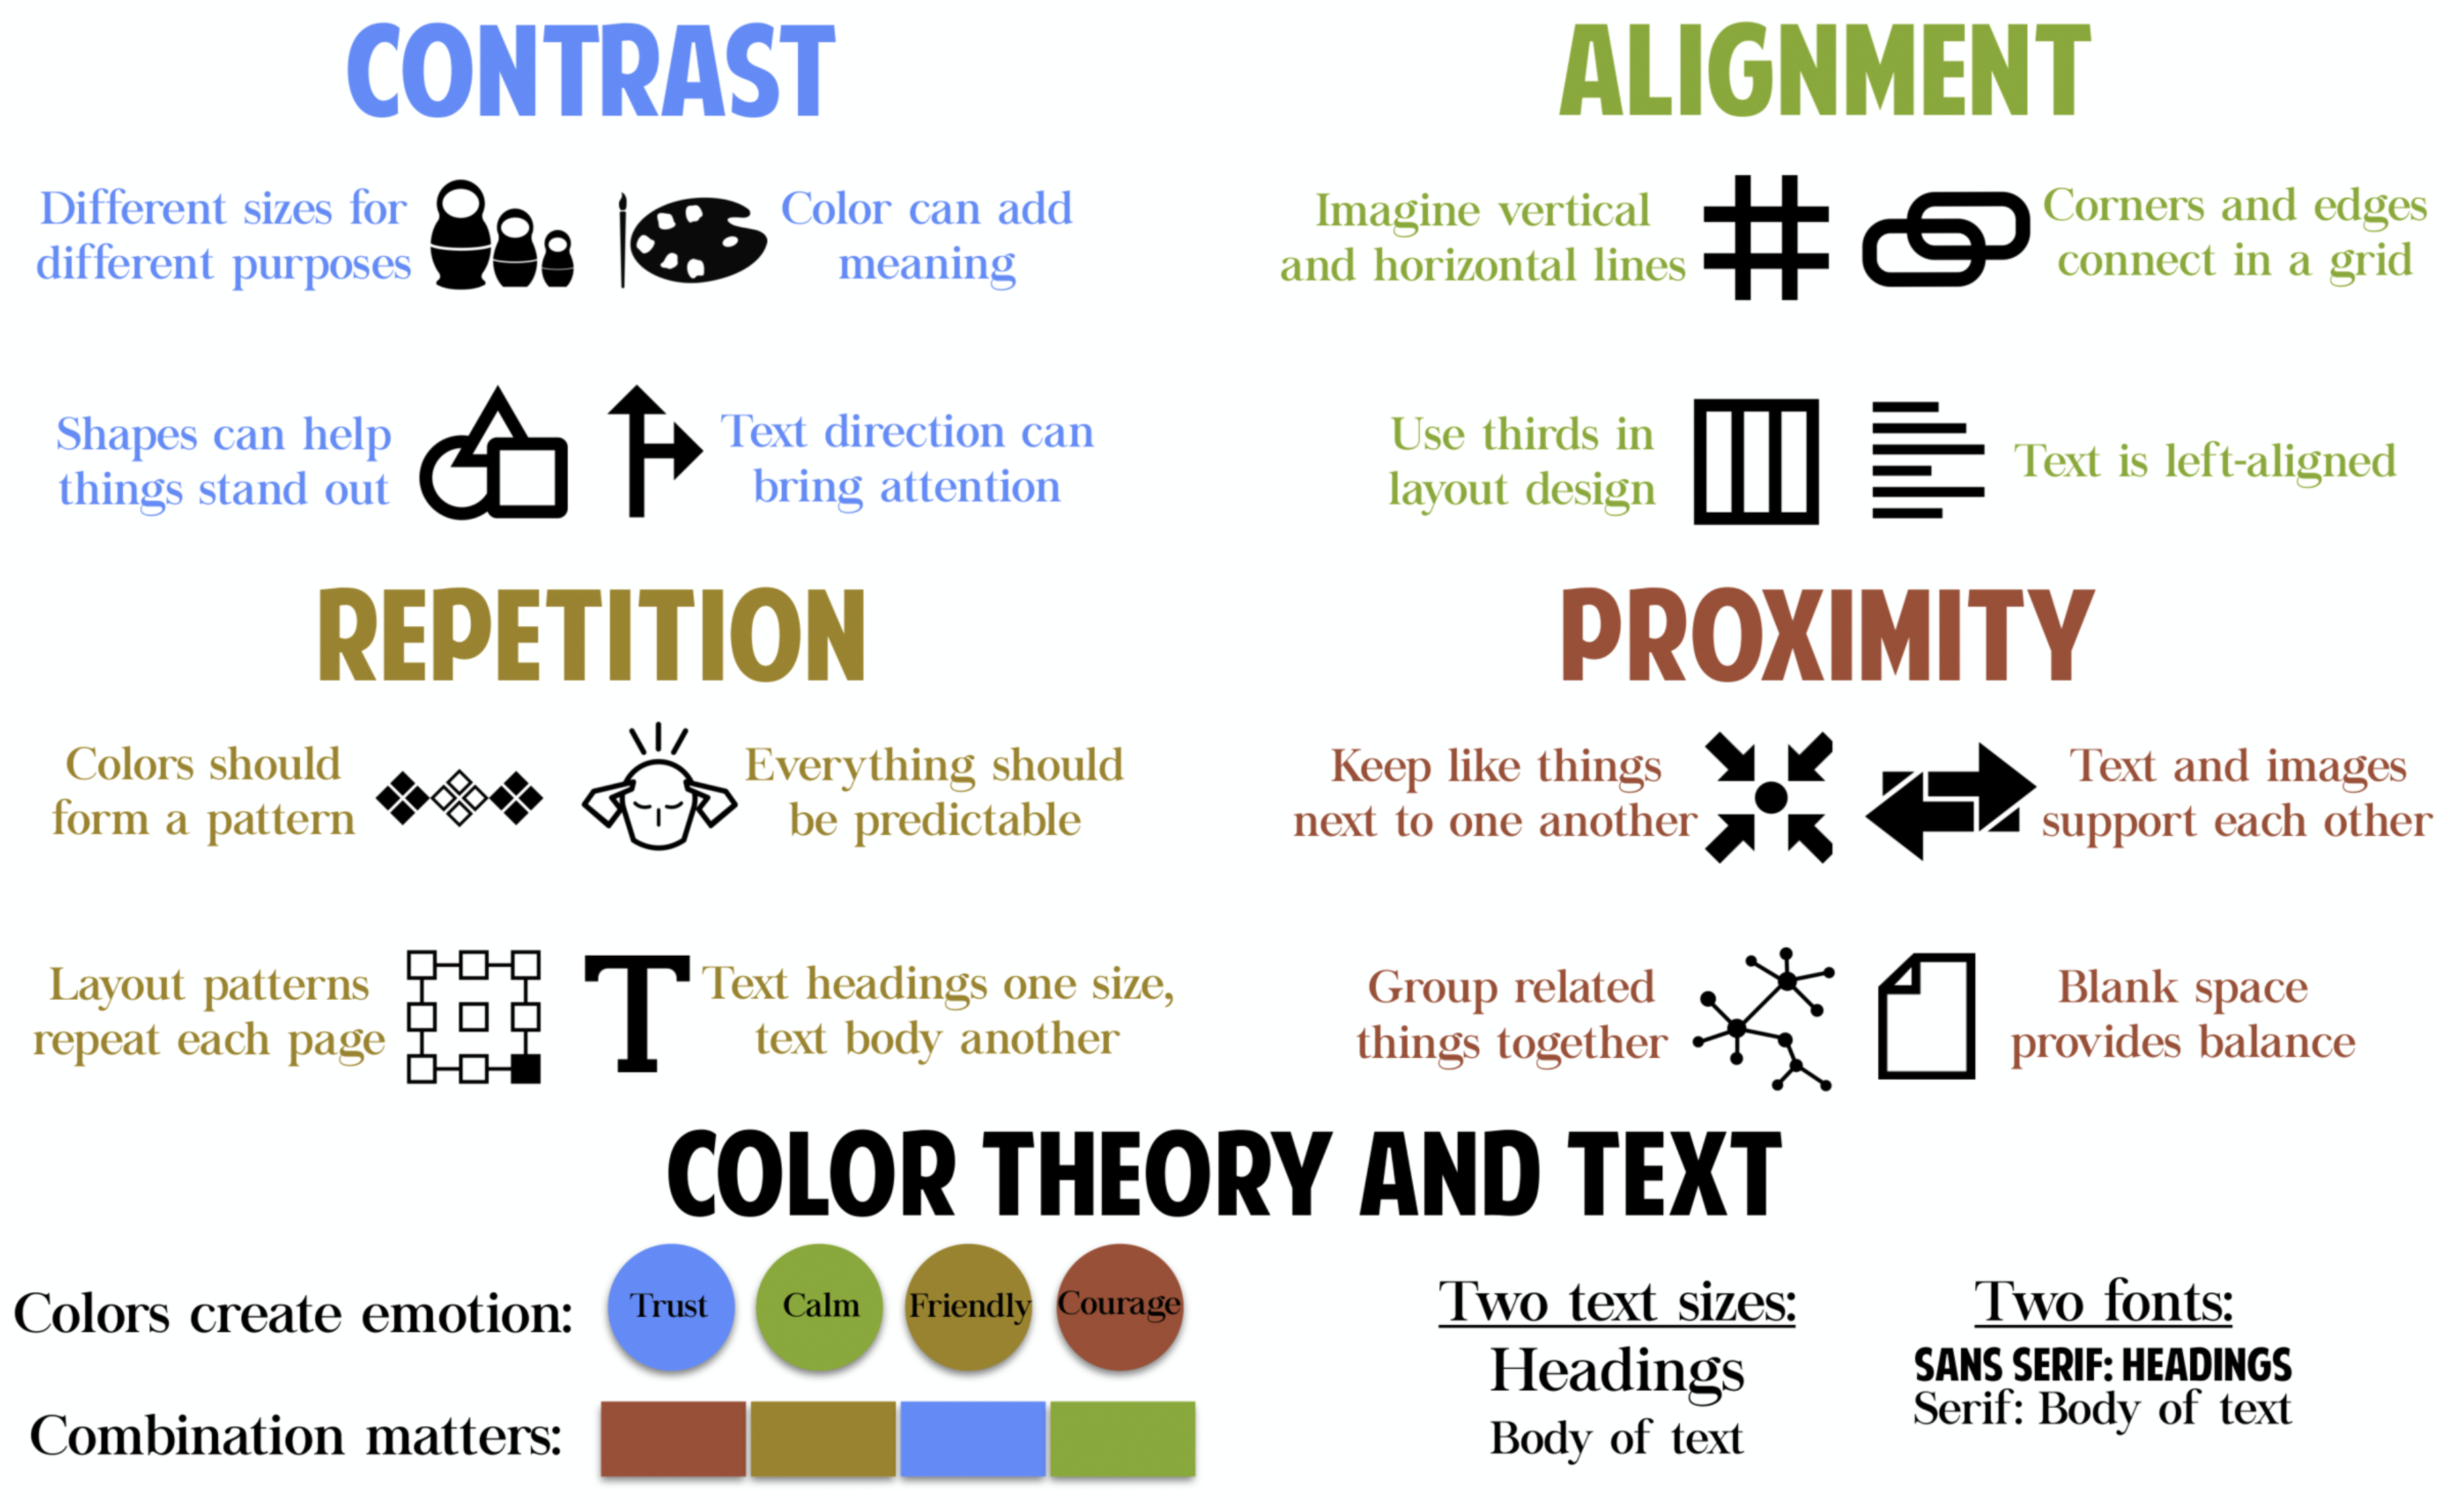 CONTRAST
Different sizes for
different purposes
Color can add
meaning
Shapes can help
things stand out
Text direction can
bring attention
ALIGNMENT
Imagine vertical
and horizontal lines
Corners and edges
connect in a grid
Use thirds in
layout design
Text is left-aligned
REPETITION
Colors should
form a pattern
Everything should
be predictable
Layout patterns
repeat each page
T
Text headings one size,
text body another
PROXIMITY
Keep like things
next to one another
Text and images
support each other
Group related
things together
Blank space
provides balance
COLOR THEORY AND TEXT
Colors create emotion:
Trust
Calm
Friendly
Courage
Combination matters:
Two text sizes:
Headings
Body of text
Two fonts:
SANS SERIF: HEADINGS
Serif: Body of text